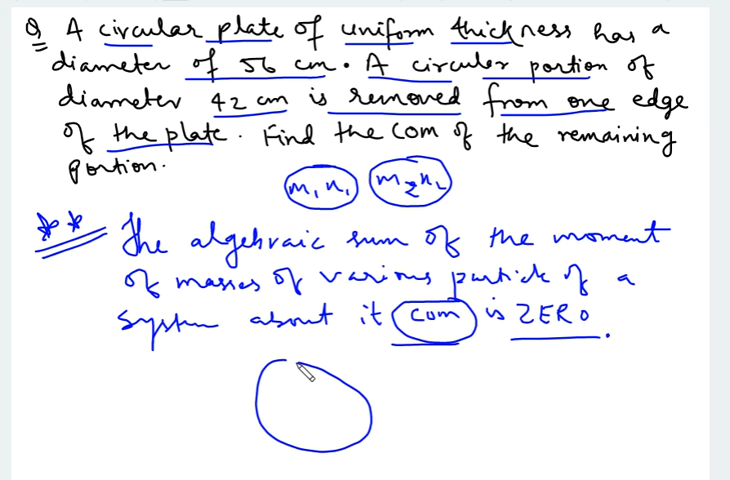 Q A circular plate of uniform thickness has a
diameter of 56 cm. A circular portion of
diameter 42 cm is removed from one edge
of the plate. Find the COM of the remaining
portion.
m₁x₁ m₂x₂
** The algebraic sum of the moment
of masses of various particle of a
system about it com is ZERO.